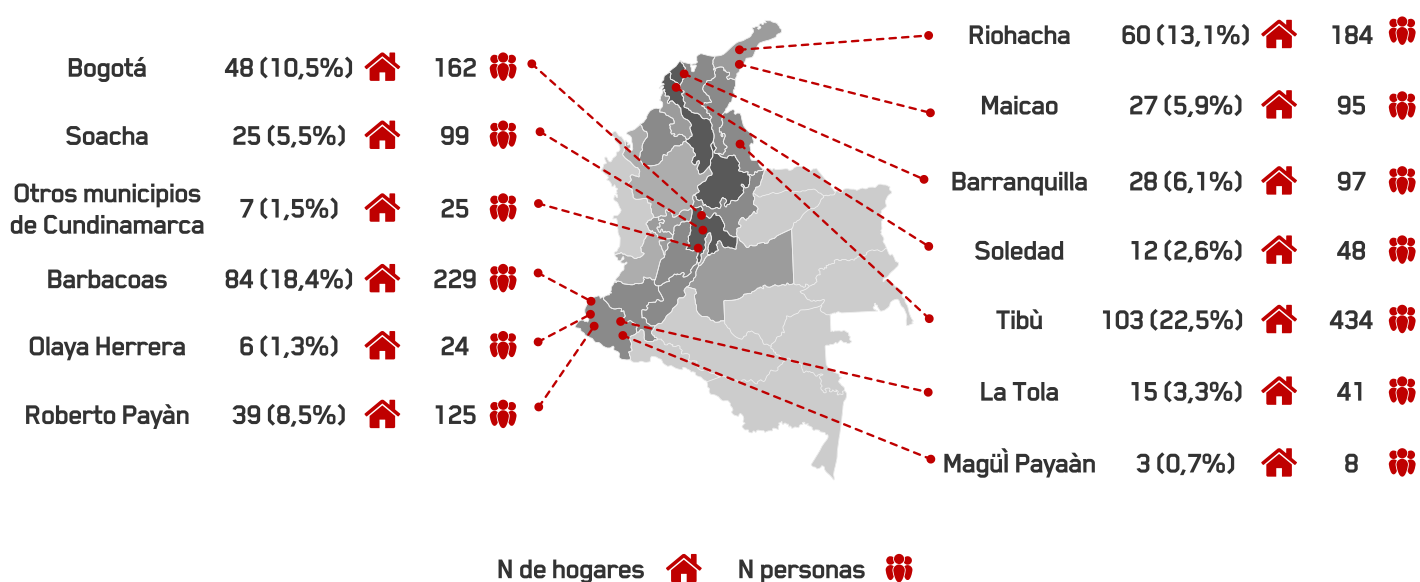 Bogotá 48 (10,5%) 162
Soacha 25 (5,5%) 99
Otros municipios
de Cundinamarca 7 (1,5%) 25
Barbacoas 84 (18,4%) 229
Olaya Herrera 6 (1,3%) 24
Roberto Payàn 39 (8,5%) 125
Riohacha 60 (13,1%) 184
Maicao 27 (5,9%) 95
Barranquilla 28 (6,1%) 97
Soledad 12 (2,6%) 48
Tibù 103 (22,5%) 434
La Tola 15 (3,3%) 41
MagüÌ Payaàn 3 (0,7%) 8
N de hogares N personas